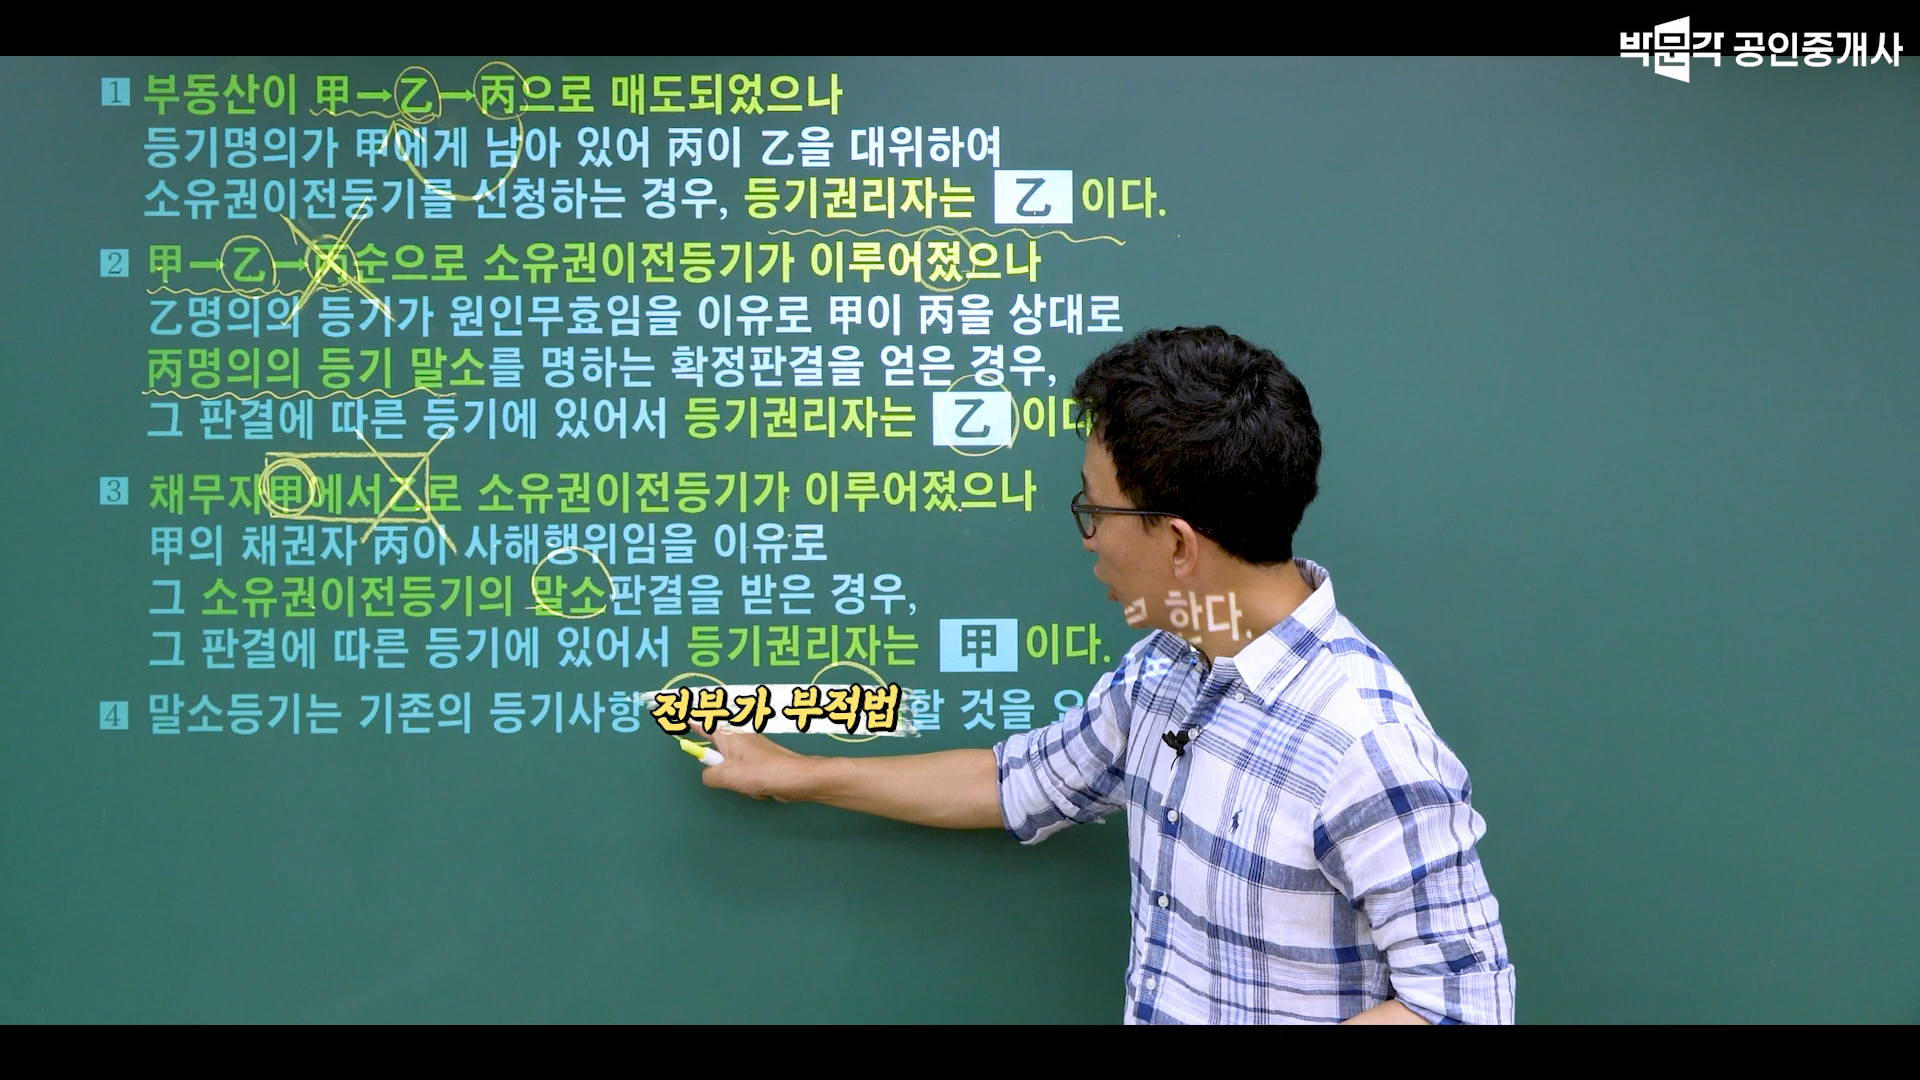 박문각 공인중개사
1 부동산이 甲→乙→丙으로 매도되었으나
등기명의가 甲에게 남아 있어 丙이 乙을 대위하여
소유권이전등기를 신청하는 경우, 등기권리자는 乙 이다.
2 甲→乙→丙순으로 소유권이전등기가 이루어졌으나
乙명의의 등기가 원인무효임을 이유로 甲이 丙을 상대로
丙명의의 등기 말소를 명하는 확정판결을 얻은 경우,
그 판결에 따른 등기에 있어서 등기권리자는 乙 이다
3 채무자甲에서乙로 소유권이전등기가 이루어졌으나
甲의 채권자 丙이 사해행위임을 이유로
그 소유권이전등기의 말소판결을 받은 경우,
그 판결에 따른 등기에 있어서 등기권리자는 甲 이다.
4 말소등기는 기존의 등기사항 전부가 부적법할 것을 한다.